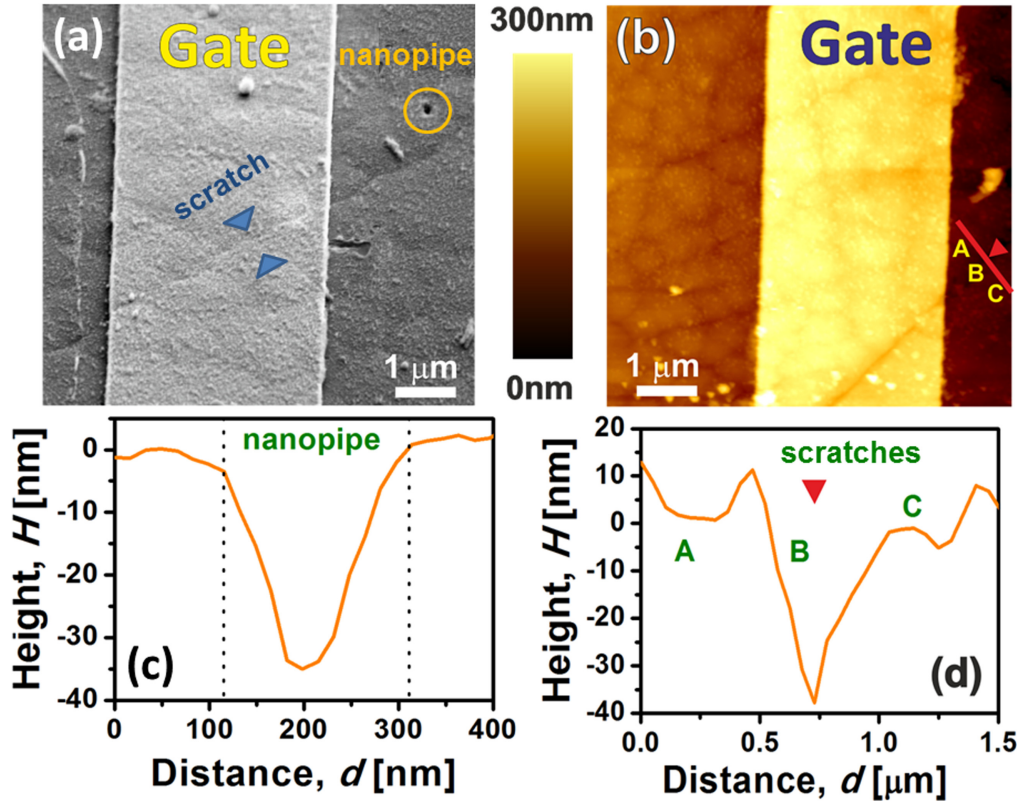 (a)
Gate
nanopipe
scratch
1 μm
300nm
0nm
(b)
Gate
A
B
C
1 μm
nanopipe
0
-10
-20
-30
-40
Height, H [nm]
(c)
0
100
200
300
400
Distance, d [nm]
scratches
20
10
0
-10
-20
-30
-40
Height, H [nm]
A
B
C
(d)
0.0
0.5
1.0
1.5
Distance, d [μm]